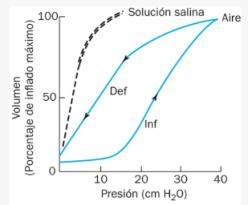 Solución salina
Aire
Def
Inf
Volumen
(Porcentaje de inflado máximo)
100
50
0
10
20
30
40
Presión (cm H₂O)